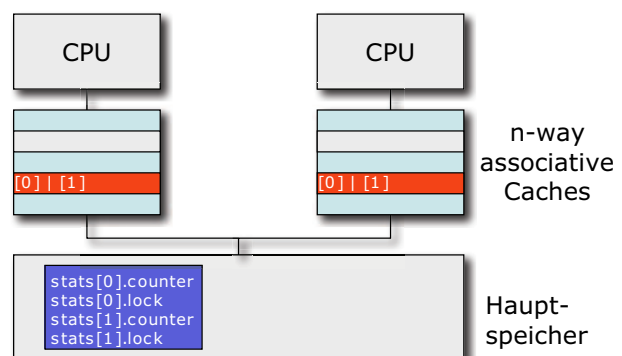 CPU
CPU
n-way
associative
Caches
[0] | [1]
[0] | [1]
stats[0].counter
stats[0].lock
stats[1].counter
stats[1].lock
Haupt-
speicher